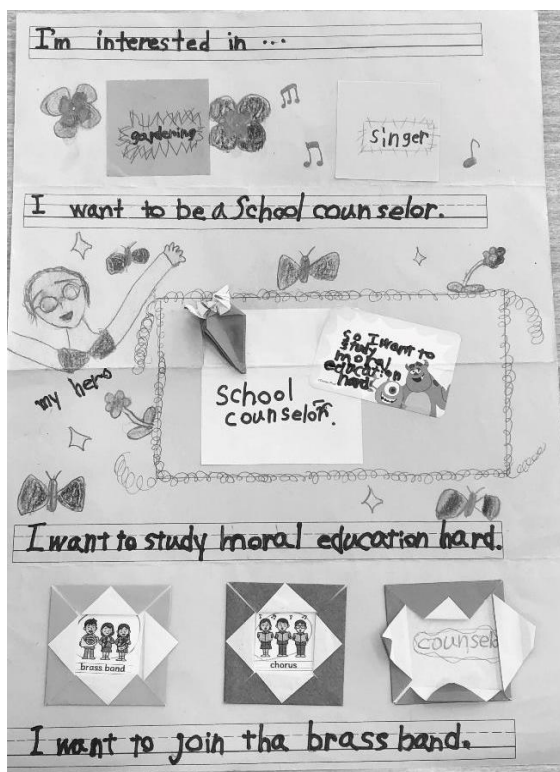 I'm interested in ...
gardening
singer
I want to be a School counselor.
my hero
So I want to
study
moral
education
hard.
School
counselor.
I want to study moral education hard.
brass band
chorus
I want to join tha brass band.